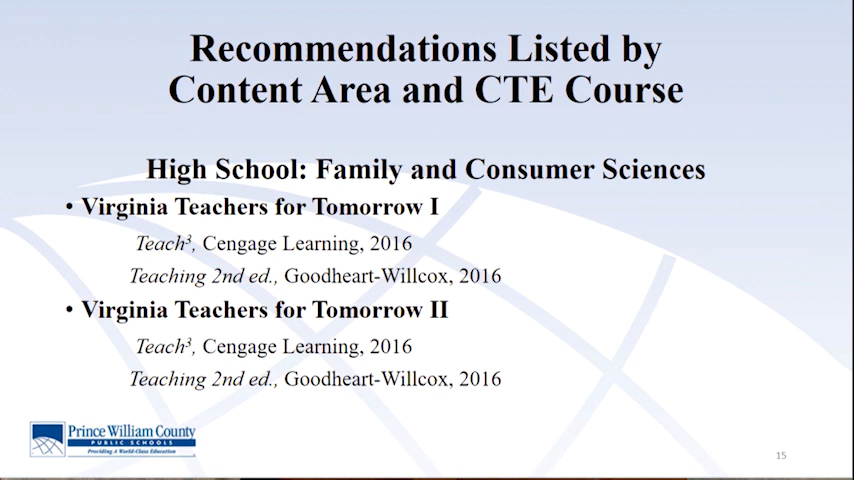 Recommendations Listed by
Content Area and CTE Course
High School: Family and Consumer Sciences
• Virginia Teachers for Tomorrow I
Teach³, Cengage Learning, 2016
Teaching 2nd ed., Goodheart-Willcox, 2016
• Virginia Teachers for Tomorrow II
Teach³, Cengage Learning, 2016
Teaching 2nd ed., Goodheart-Willcox, 2016
Prince William County
PUBLIC SCHOOLS
Providing A World-Class Education
15